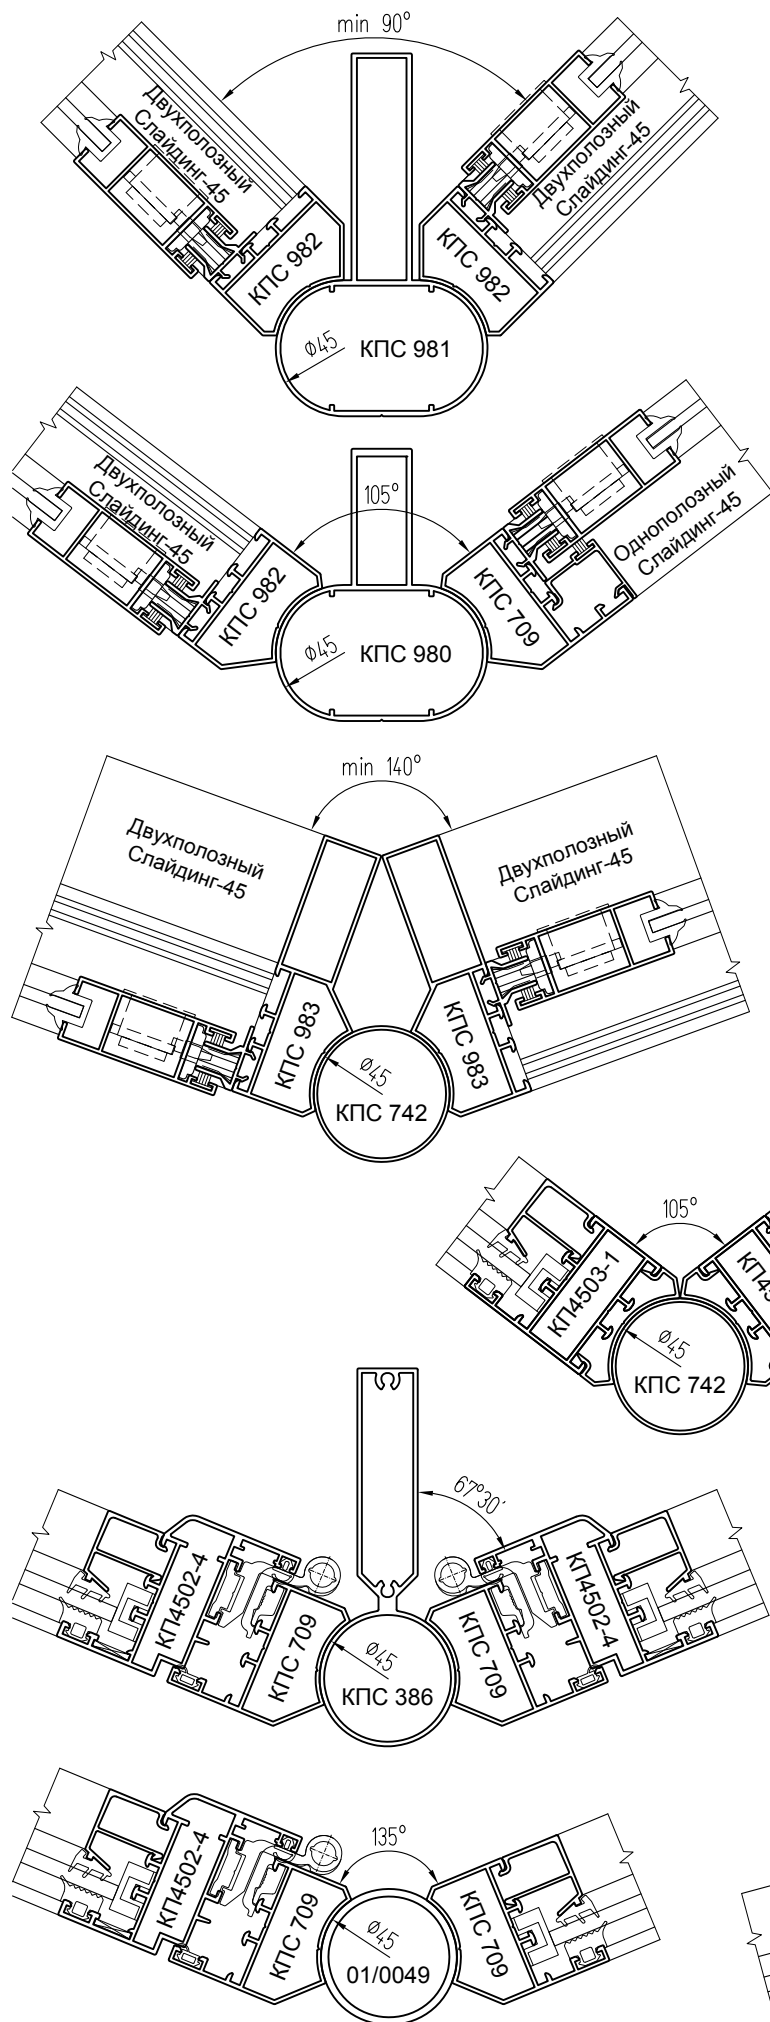 min 90°
Двухполозный
Слайдинг-45
Двухполозный
Слайдинг-45
КПС 982
КПС 982
Ø45
КПС 981
Двухполозный
Слайдинг-45
105°
Однополозный
Слайдинг-45
КПС 982
КПС 709
Ø45
КПС 980
min 140°
Двухполозный
Слайдинг-45
Двухполозный
Слайдинг-45
КПС 983
КПС 983
Ø45
КПС 742
105°
КП4503-1
Ø45
КПС 742
67°30'
КП4502-4
КП4502-4
КПС 709
КПС 709
Ø45
КПС 386
135°
КП4502-4
КПС 709
КПС 709
Ø45
01/0049